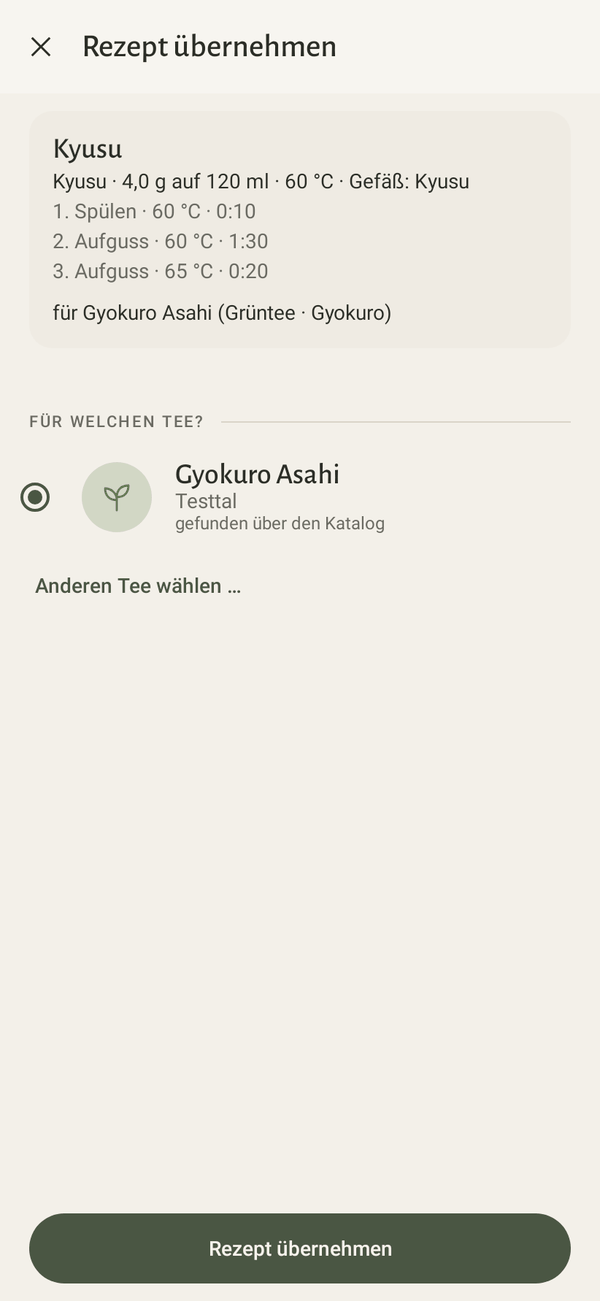 Rezept übernehmen
Kyusu
Kyusu · 4,0 g auf 120 ml · 60 °C · Gefäß: Kyusu
1. Spülen · 60 °C · 0:10
2. Aufguss · 60 °C · 1:30
3. Aufguss · 65 °C · 0:20
für Gyokuro Asahi (Grüntee · Gyokuro)
FÜR WELCHEN TEE?
Gyokuro Asahi
Testtal
gefunden über den Katalog
Anderen Tee wählen …
Rezept übernehmen